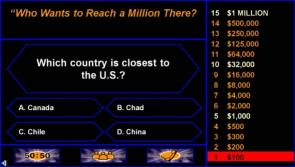 “Who Wants to Reach a Million There?
Which country is closest to
the U.S.?
A. Canada
B. Chad
C. Chile
D. China
50:50
15 $1 MILLION
14 $500,000
13 $250,000
12 $125,000
11 $64,000
10 $32,000
9 $16,000
8 $8,000
7 $4,000
6 $2,000
5 $1,000
4 $500
3 $300
2 $200
1 $100